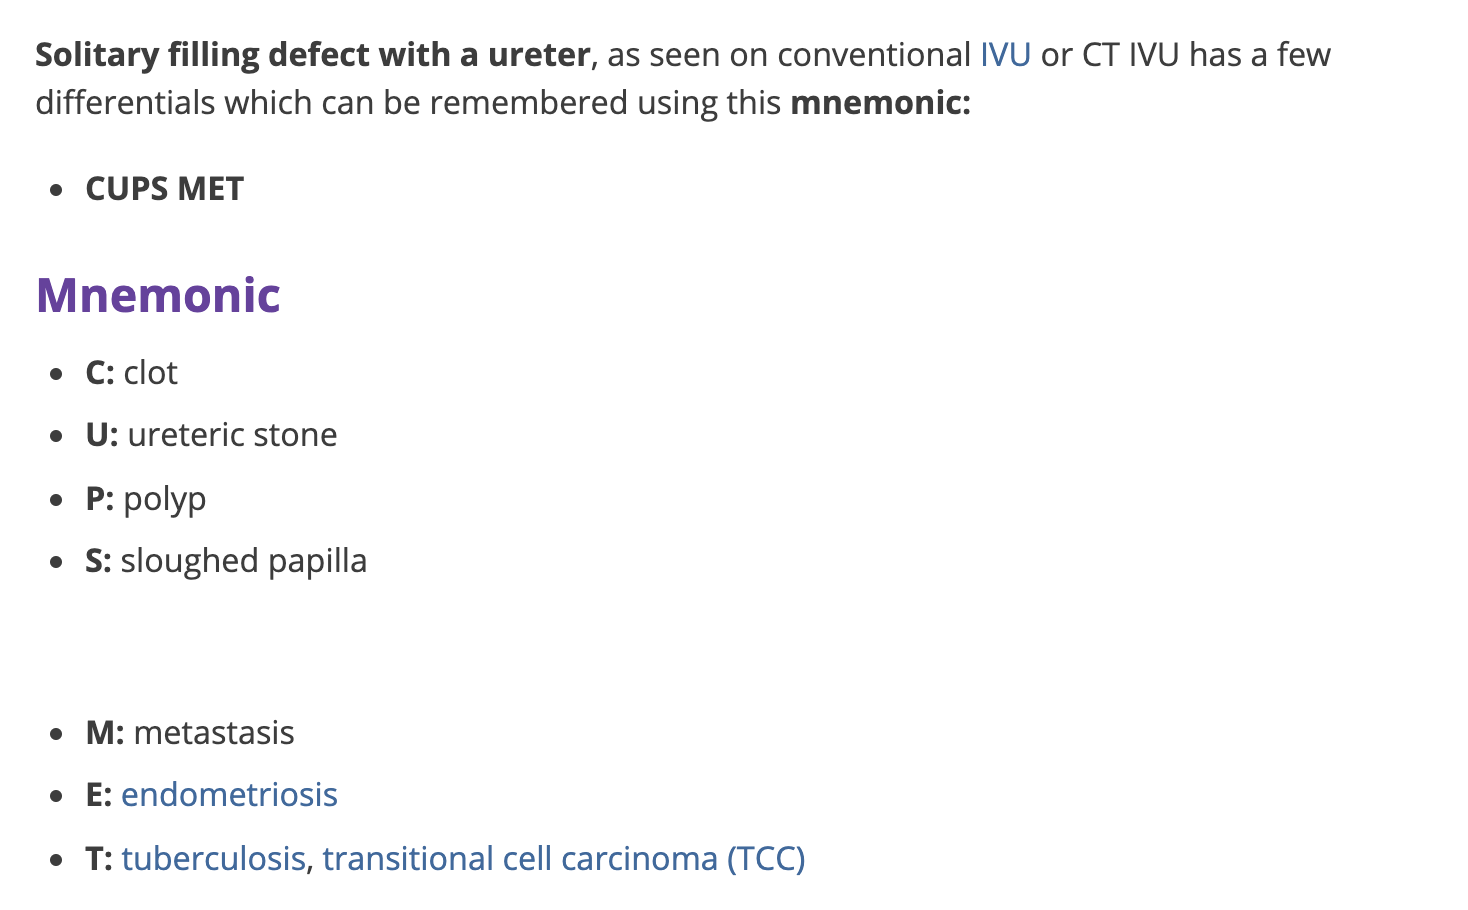 Solitary filling defect with a ureter, as seen on conventional IVU or CT IVU has a few
differentials which can be remembered using this mnemonic:
• CUPS MET
Mnemonic
• C: clot
• U: ureteric stone
• P: polyp
• S: sloughed papilla
• M: metastasis
• E: endometriosis
• T: tuberculosis, transitional cell carcinoma (TCC)